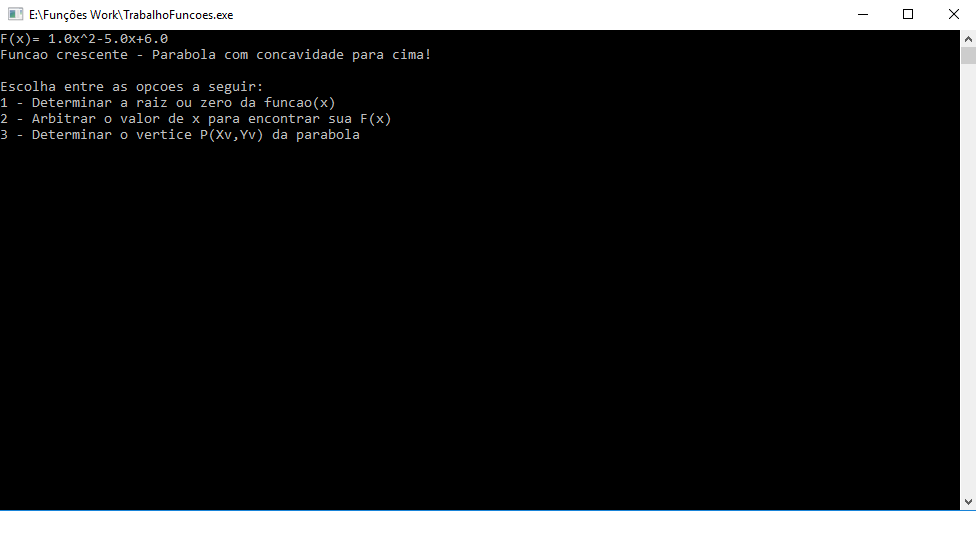 E:\Funções Work\TrabalhoFuncoes.exe
F(x)= 1.0x^2-5.0x+6.0
Funcao crescente - Parabola com concavidade para cima!
Escolha entre as opcoes a seguir:
1 - Determinar a raiz ou zero da funcao(x)
2 - Arbitrar o valor de x para encontrar sua F(x)
3 - Determinar o vertice P(Xv,Yv) da parabola